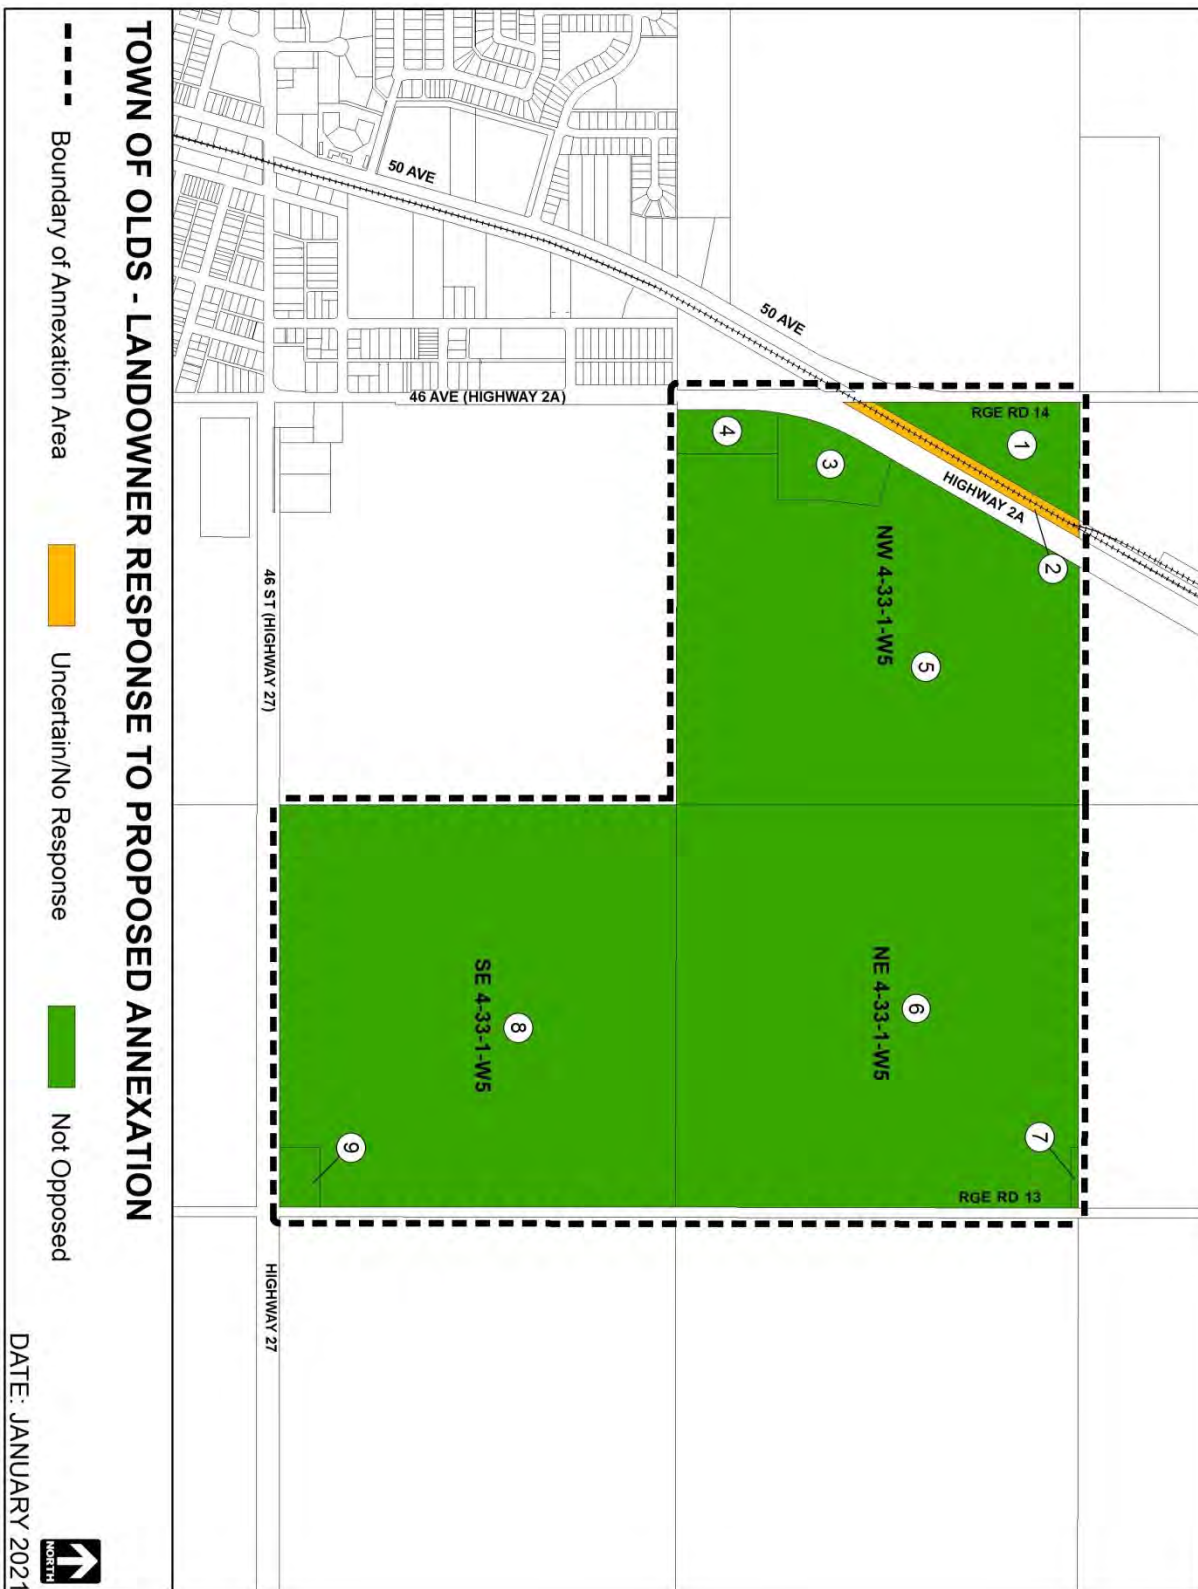 50 AVE
50 AVE
46 AVE (HIGHWAY 2A)
RGE RD 14
1
HIGHWAY 2A
2
3
4
NW 4-33-1-W5
5
NE 4-33-1-W5
6
7
RGE RD 13
SE 4-33-1-W5
8
9
46 ST (HIGHWAY 27)
HIGHWAY 27
TOWN OF OLDS - LANDOWNER RESPONSE TO PROPOSED ANNEXATION
Boundary of Annexation Area
Uncertain/No Response
Not Opposed
NORTH
DATE: JANUARY 2021